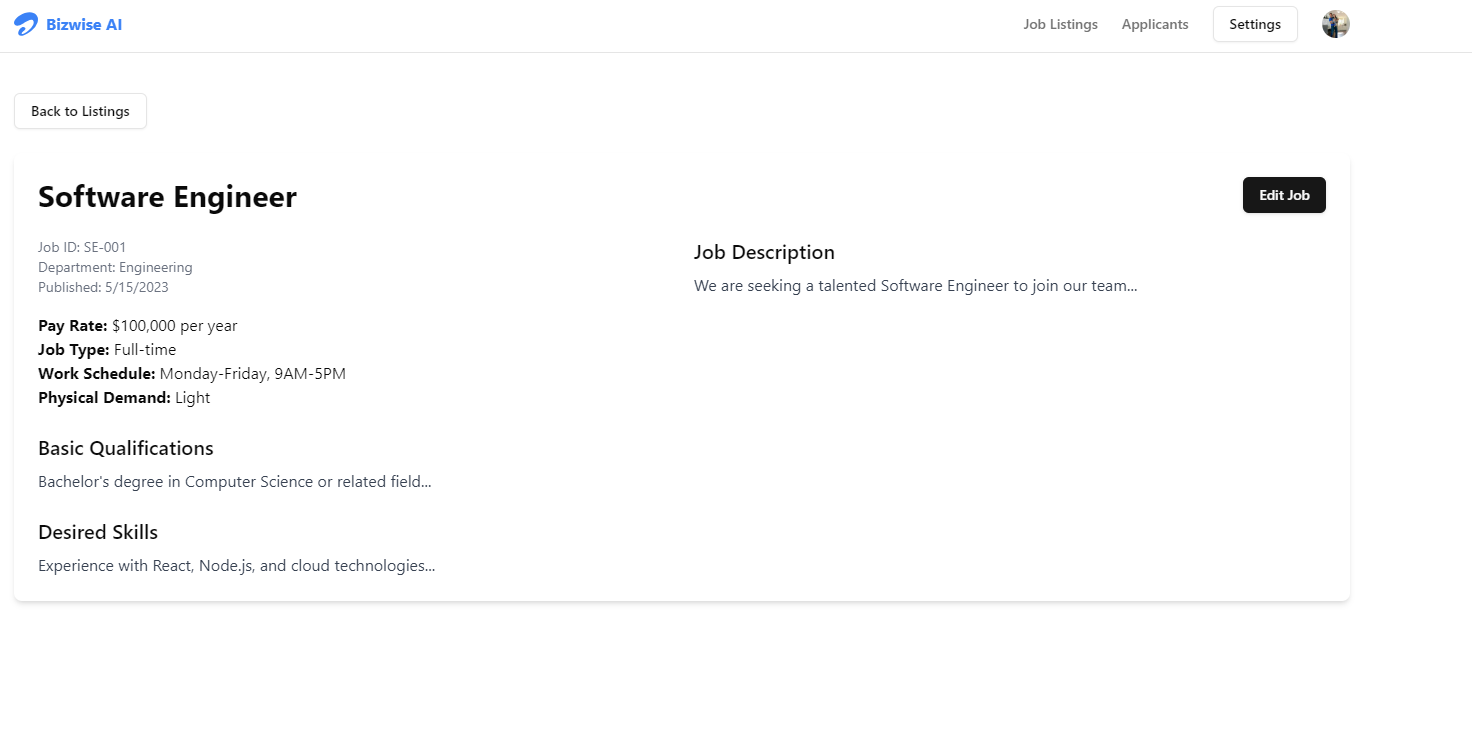 Bizwise AI
Job Listings
Applicants
Settings
Back to Listings
Software Engineer
Edit Job
Job ID: SE-001
Department: Engineering
Published: 5/15/2023
Pay Rate: $100,000 per year
Job Type: Full-time
Work Schedule: Monday-Friday, 9AM-5PM
Physical Demand: Light
Basic Qualifications
Bachelor's degree in Computer Science or related field...
Desired Skills
Experience with React, Node.js, and cloud technologies...
Job Description
We are seeking a talented Software Engineer to join our team...